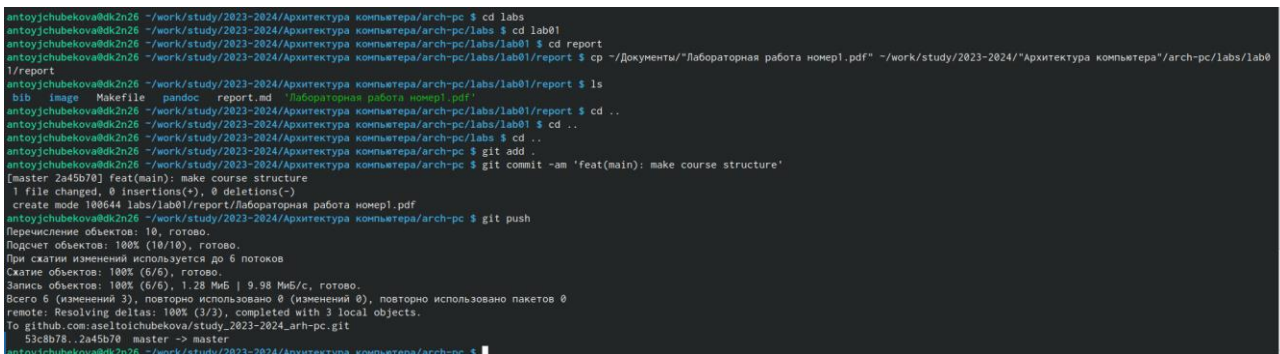 antoyjchubekova@dk2n26 ~/work/study/2023-2024/Архитектура компьютера/arch-pc $ cd labs
antoyjchubekova@dk2n26 ~/work/study/2023-2024/Архитектура компьютера/arch-pc/labs $ cd lab01
antoyjchubekova@dk2n26 ~/work/study/2023-2024/Архитектура компьютера/arch-pc/labs/lab01 $ cd report
antoyjchubekova@dk2n26 ~/work/study/2023-2024/Архитектура компьютера/arch-pc/labs/lab01/report $ cp ~/Документы/"Лабораторная работа номер1.pdf" ~/work/study/2023-2024/"Архитектура компьютера"/arch-pc/labs/lab0
1/report
antoyjchubekova@dk2n26 ~/work/study/2023-2024/Архитектура компьютера/arch-pc/labs/lab01/report $ ls
bib image Makefile pandoc report.md 'Лабораторная работа номер1.pdf'
antoyjchubekova@dk2n26 ~/work/study/2023-2024/Архитектура компьютера/arch-pc/labs/lab01/report $ cd ..
antoyjchubekova@dk2n26 ~/work/study/2023-2024/Архитектура компьютера/arch-pc/labs/lab01 $ cd ..
antoyjchubekova@dk2n26 ~/work/study/2023-2024/Архитектура компьютера/arch-pc/labs $ cd ..
antoyjchubekova@dk2n26 ~/work/study/2023-2024/Архитектура компьютера/arch-pc $ git add .
antoyjchubekova@dk2n26 ~/work/study/2023-2024/Архитектура компьютера/arch-pc $ git commit -am 'feat(main): make course structure'
[master 2a45b70] feat(main): make course structure
1 file changed, 0 insertions(+), 0 deletions(-)
create mode 100644 labs/lab01/report/Лабораторная работа номер1.pdf
antoyjchubekova@dk2n26 ~/work/study/2023-2024/Архитектура компьютера/arch-pc $ git push
Перечисление объектов: 10, готово.
Подсчет объектов: 100% (10/10), готово.
При сжатии изменений используется до 6 потоков
Сжатие объектов: 100% (6/6), готово.
Запись объектов: 100% (6/6), 1.28 МиБ | 9.98 МиБ/с, готово.
Всего 6 (изменений 3), повторно использовано 0 (изменений 0), повторно использовано пакетов 0
remote: Resolving deltas: 100% (3/3), completed with 3 local objects.
To github.com:aseltoichubekova/study_2023-2024_arh-pc.git
53c8b78..2a45b70 master -> master
antoyjchubekova@dk2n26 ~/work/study/2023-2024/Архитектура компьютера/arch-pc $